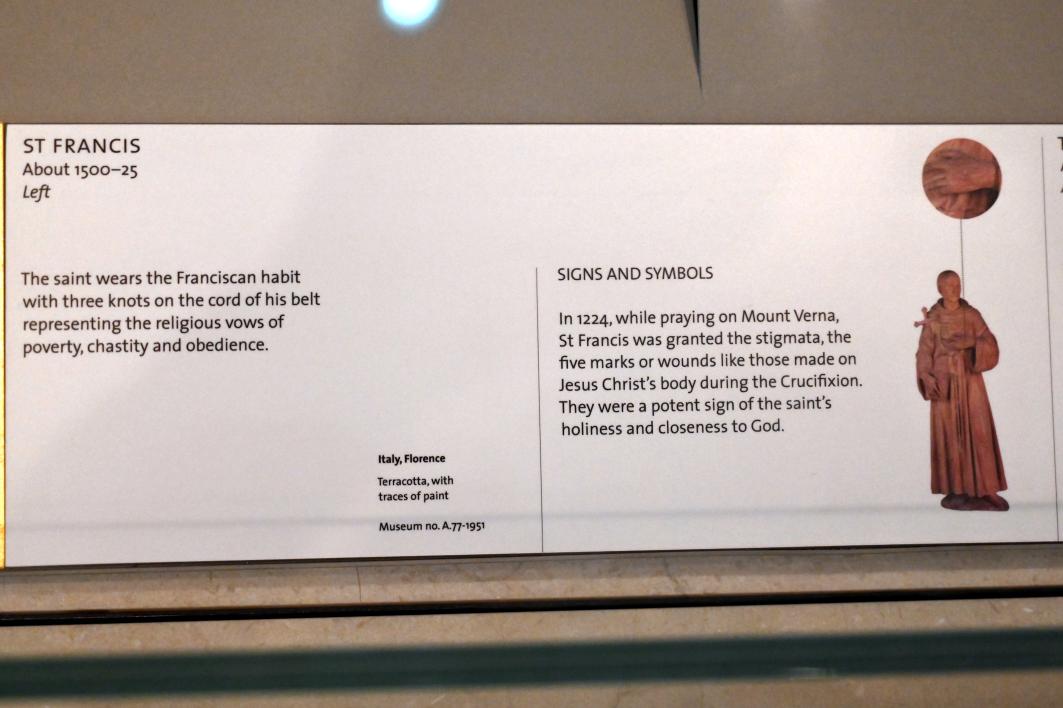 ST FRANCIS
About 1500–25
Left
The saint wears the Franciscan habit
with three knots on the cord of his belt
representing the religious vows of
poverty, chastity and obedience.
Italy, Florence
Terracotta, with
traces of paint
Museum no. A.77-1951
SIGNS AND SYMBOLS
In 1224, while praying on Mount Verna,
St Francis was granted the stigmata, the
five marks or wounds like those made on
Jesus Christ's body during the Crucifixion.
They were a potent sign of the saint's
holiness and closeness to God.